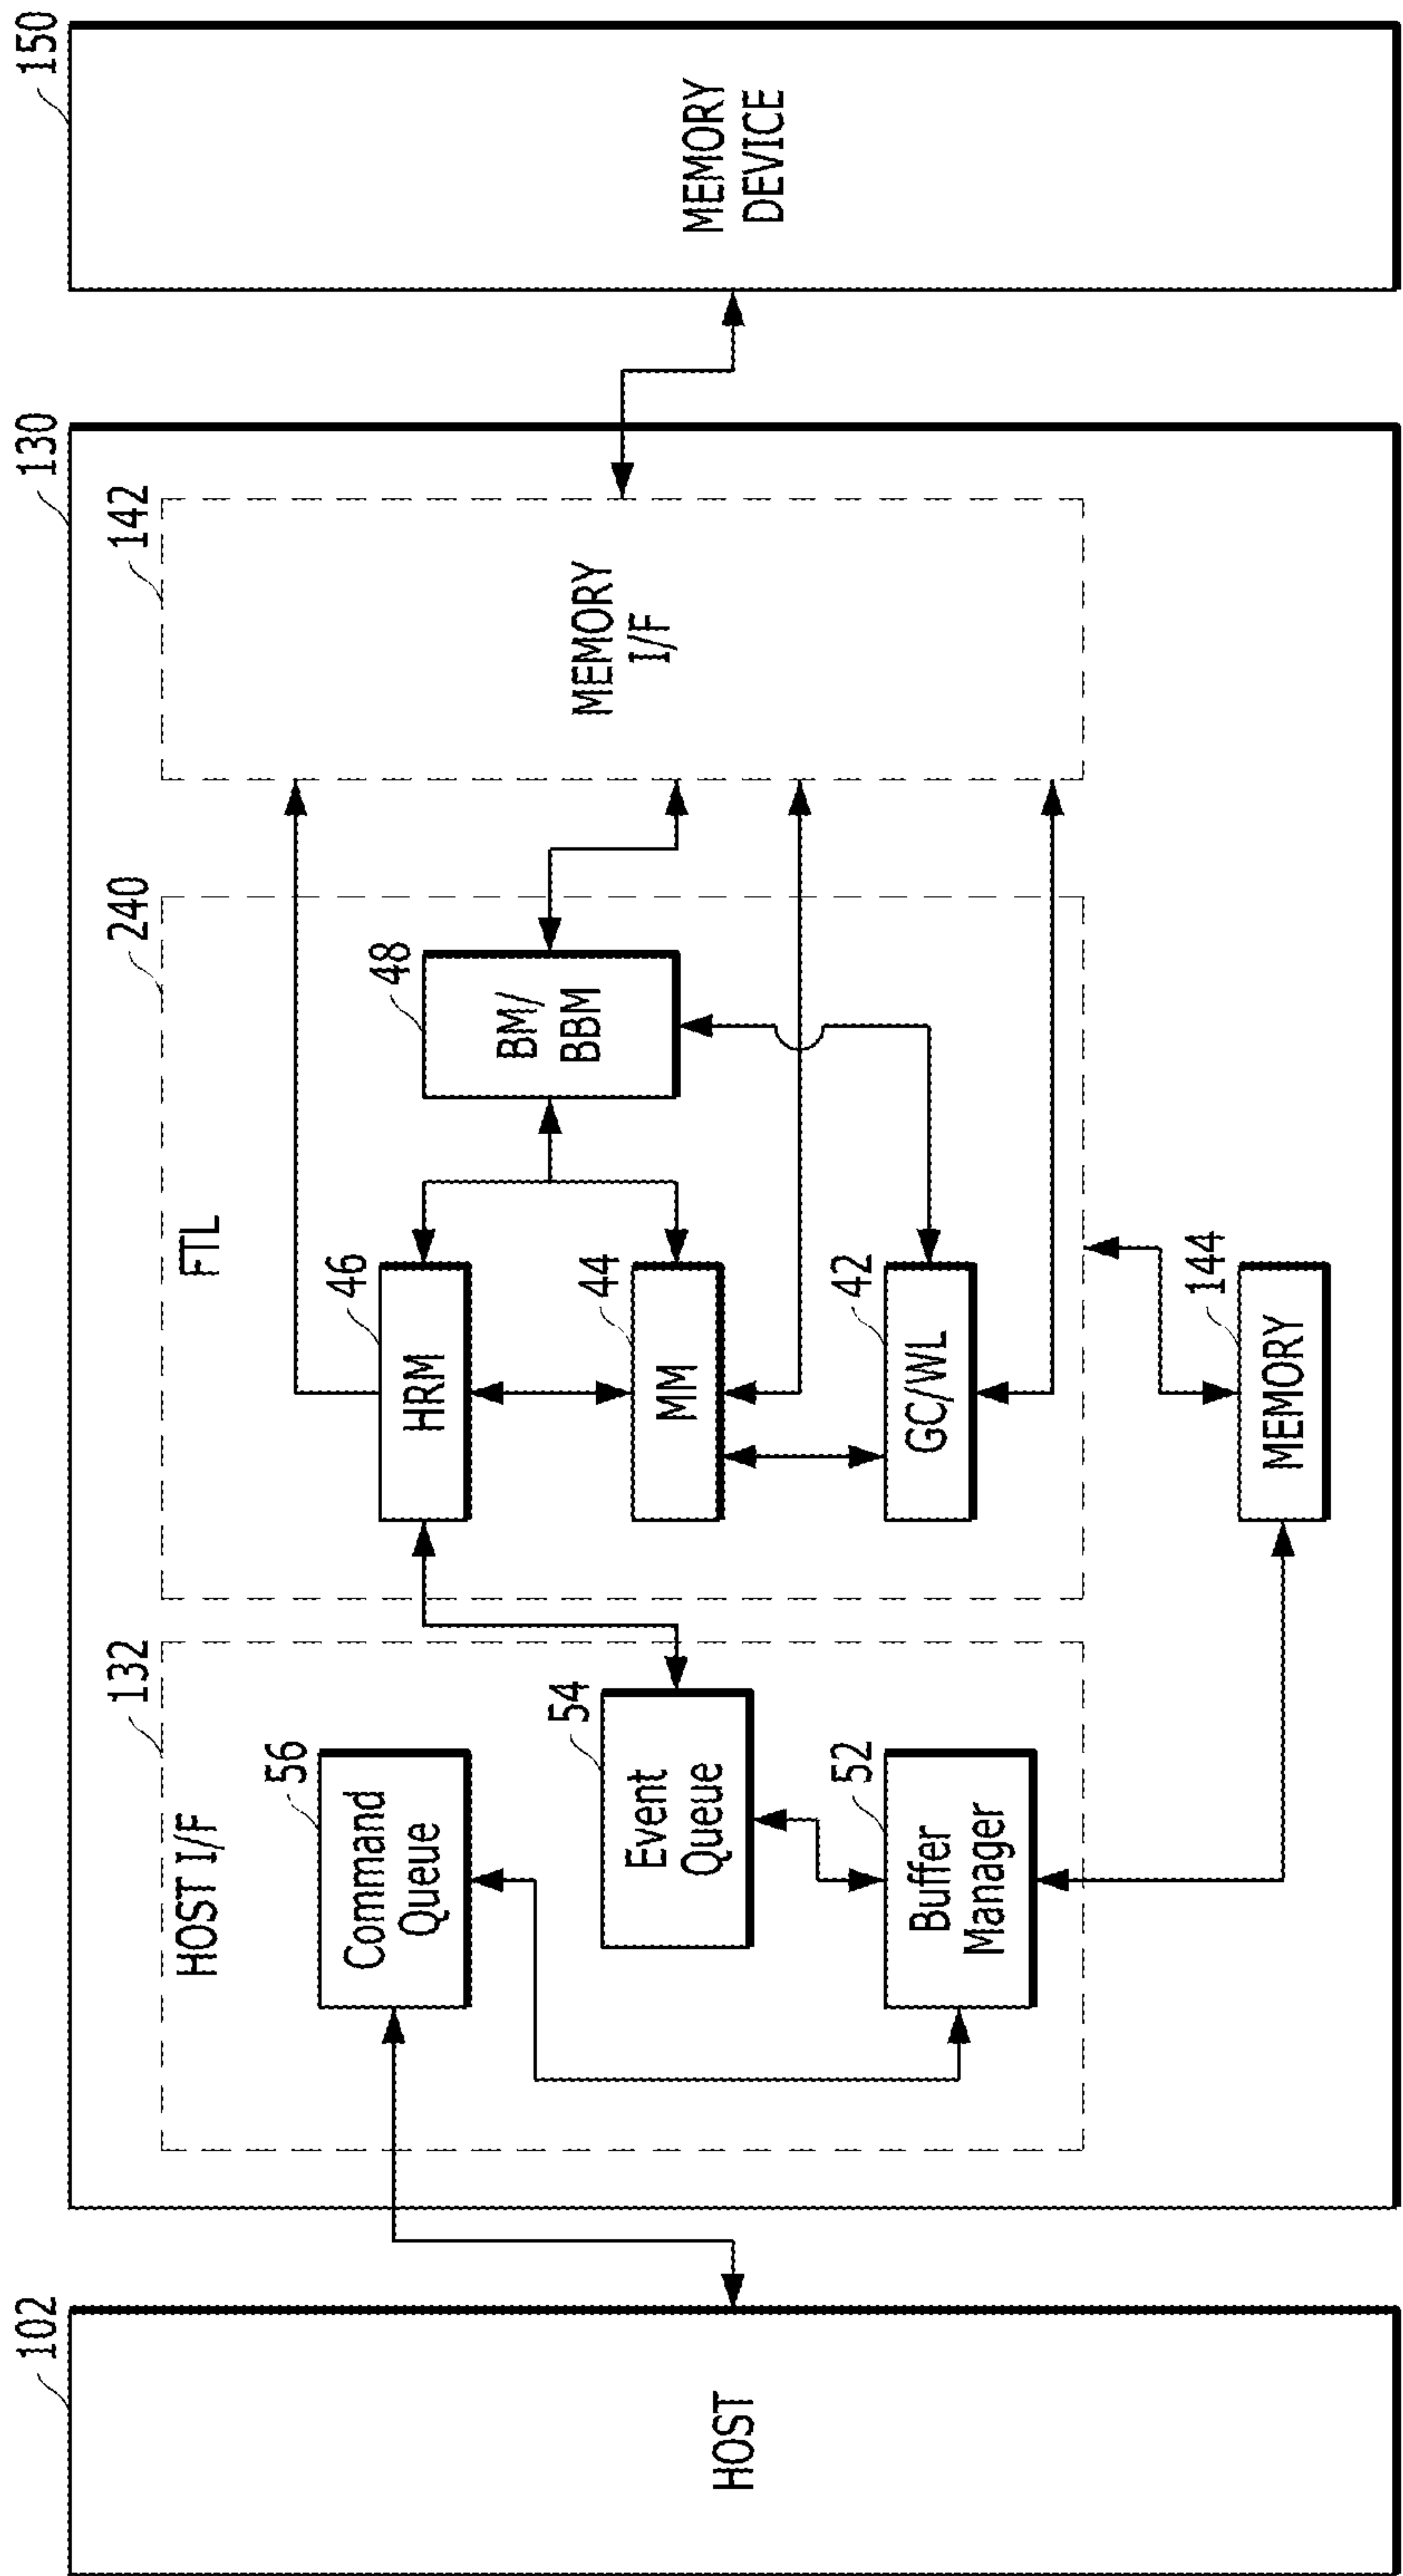 102
HOST
130
132
HOST I/F
56
Command
Queue
54
Event
Queue
52
Buffer
Manager
240
FTL
46
HRM
44
MM
42
GC/WL
48
BM/
BBM
144
MEMORY
142
MEMORY
I/F
150
MEMORY
DEVICE